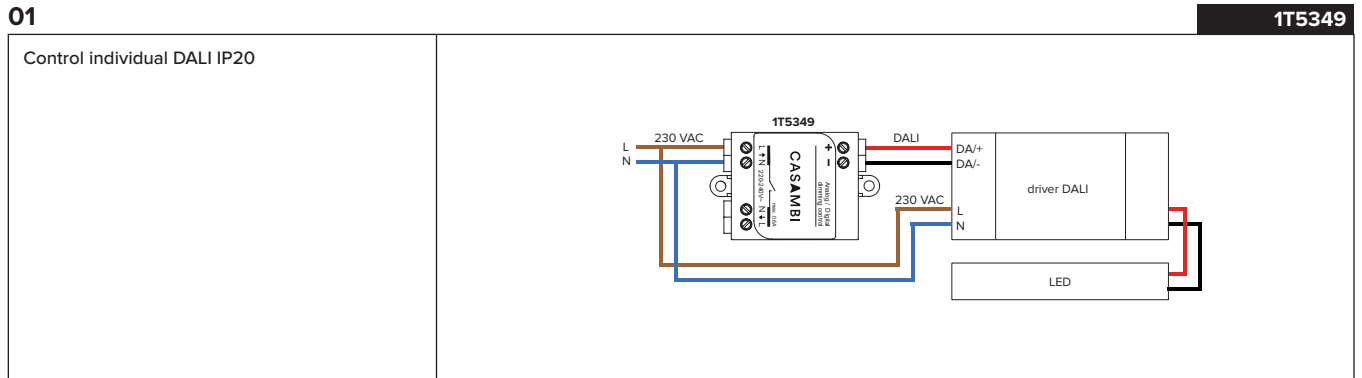 01
1T5349
Control individual DALI IP20
1T5349
L
230 VAC
N
L N 220-240V~ N L
max. 0.6A
CASAMBI
Analog / Digital
dimming control
+
-
DALI
DA/+
DA/-
driver DALI
230 VAC
L
N
LED